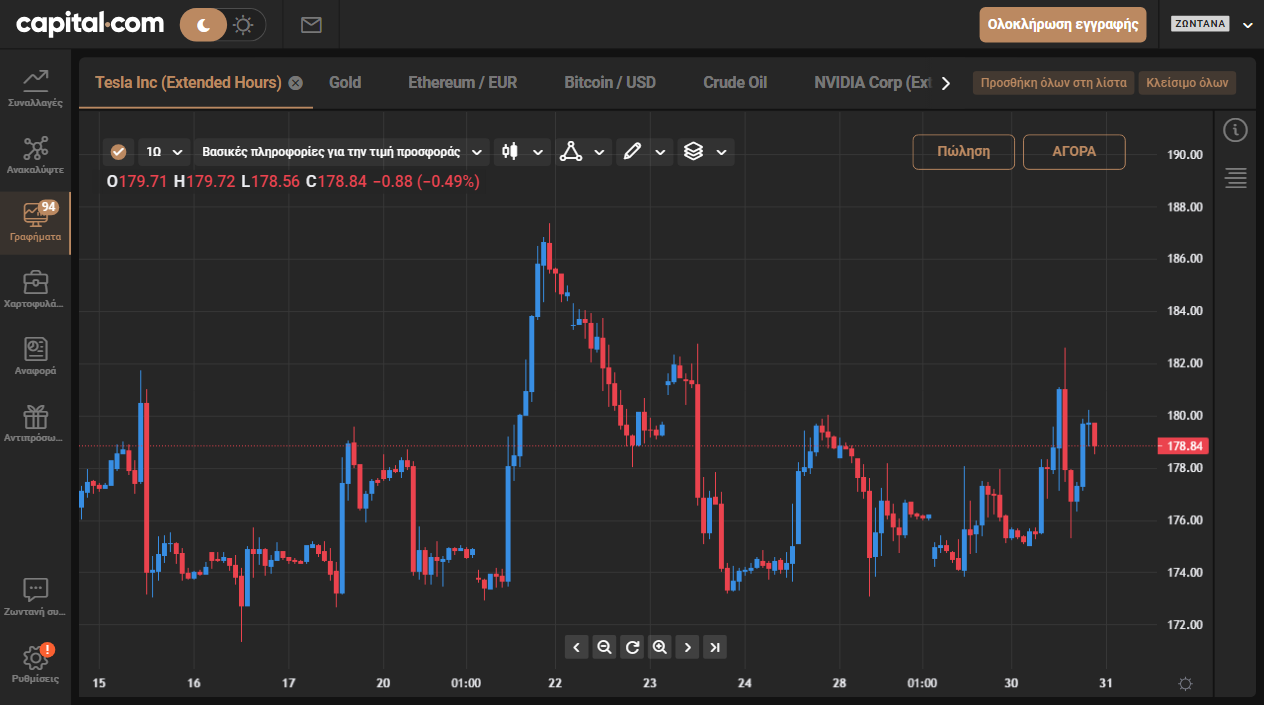 capital.com
Ολοκλήρωση εγγραφής
ΖΩΝΤΑΝΆ
Tesla Inc (Extended Hours)
Gold
Ethereum / EUR
Bitcoin / USD
Crude Oil
NVIDIA Corp (Ext
Προσθήκη όλων στη λίστα
Κλείσιμο όλων
Συναλλαγές
Ανακαλύψτε
94
Γραφήματα
Χαρτοφυλά...
Αναφορά
Αντιπρόσω...
Ζωντανή συ...
!
Ρυθμίσεις
1Ω
Βασικές πληροφορίες για την τιμή προσφοράς
Πώληση
ΑΓΟΡΑ
O179.71 H179.72 L178.56 C178.84 −0.88 (−0.49%)
190.00
188.00
186.00
184.00
182.00
180.00
178.84
178.00
176.00
174.00
172.00
15 16 17 20 01:00 22 23 24 28 01:00 30 31